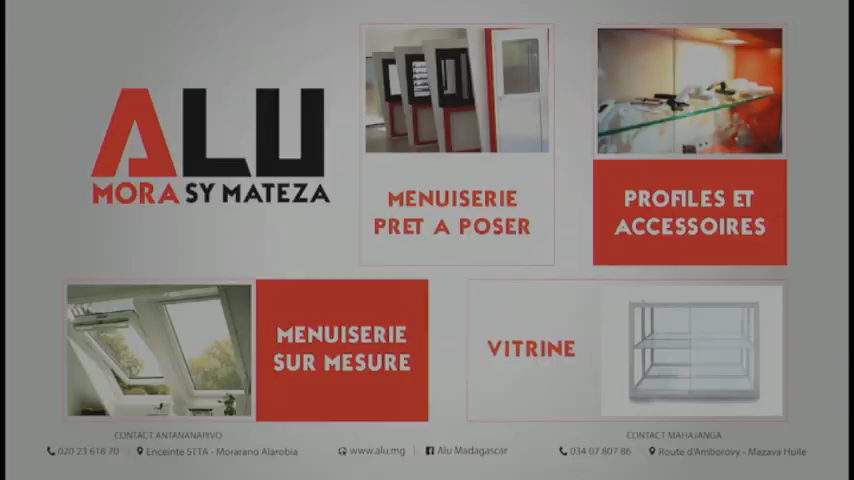 ALU
MORA SY MATEZA
MENUISERIE
PRET A POSER
PROFILES ET
ACCESSOIRES
MENUISERIE
SUR MESURE
VITRINE
CONTACT ANTANANARIVO
020 23 618 70 | Enceinte STTA - Morarano Alarobia
www.alu.mg | Alu Madagascar
CONTACT MAHAJANGA
034 07 807 86 | Route d'Amborovy - Mazava Huile